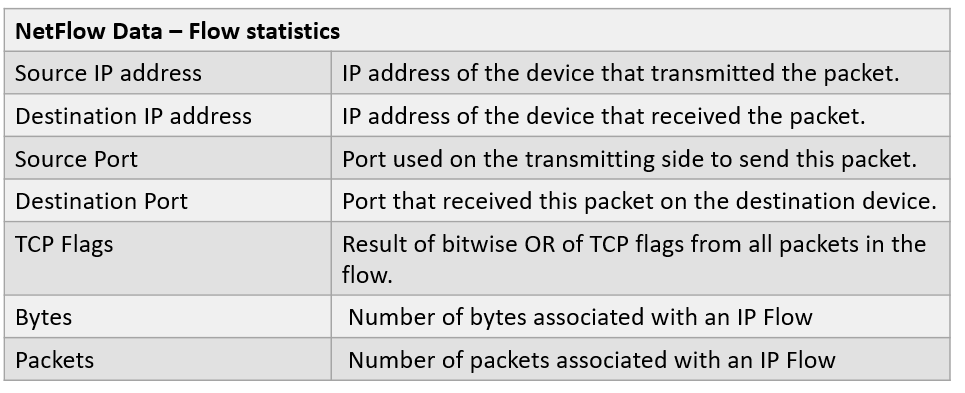 NetFlow Data – Flow statistics
Source IP address
IP address of the device that transmitted the packet.
Destination IP address
IP address of the device that received the packet.
Source Port
Port used on the transmitting side to send this packet.
Destination Port
Port that received this packet on the destination device.
TCP Flags
Result of bitwise OR of TCP flags from all packets in the
flow.
Bytes
Number of bytes associated with an IP Flow
Packets
Number of packets associated with an IP Flow